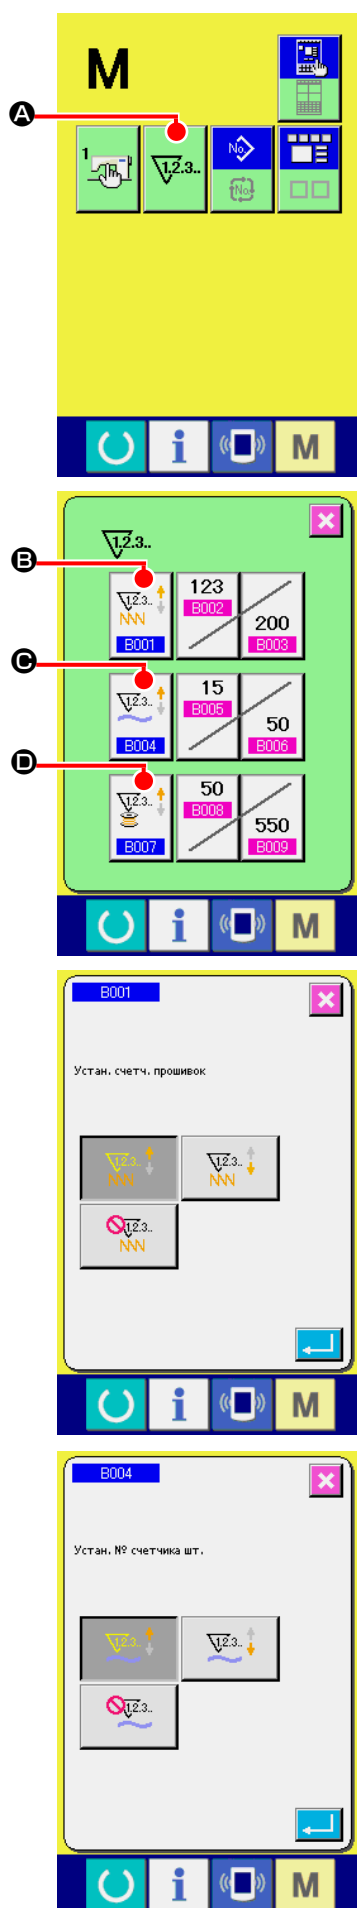 M
A
1
1.2.3..
No.
No.
i
M
1.2.3..
B
1.2.3..
B001
123
B002
200
B003
C
1.2.3..
B004
15
B005
50
B006
D
1.2.3..
B007
50
B008
550
B009
i
M
B001
Устан. счетч. прошивок
1.2.3..
1.2.3..
1.2.3..
i
M
B004
Устан. № счетчика шт.
1.2.3..
1.2.3..
1.2.3..
i
M